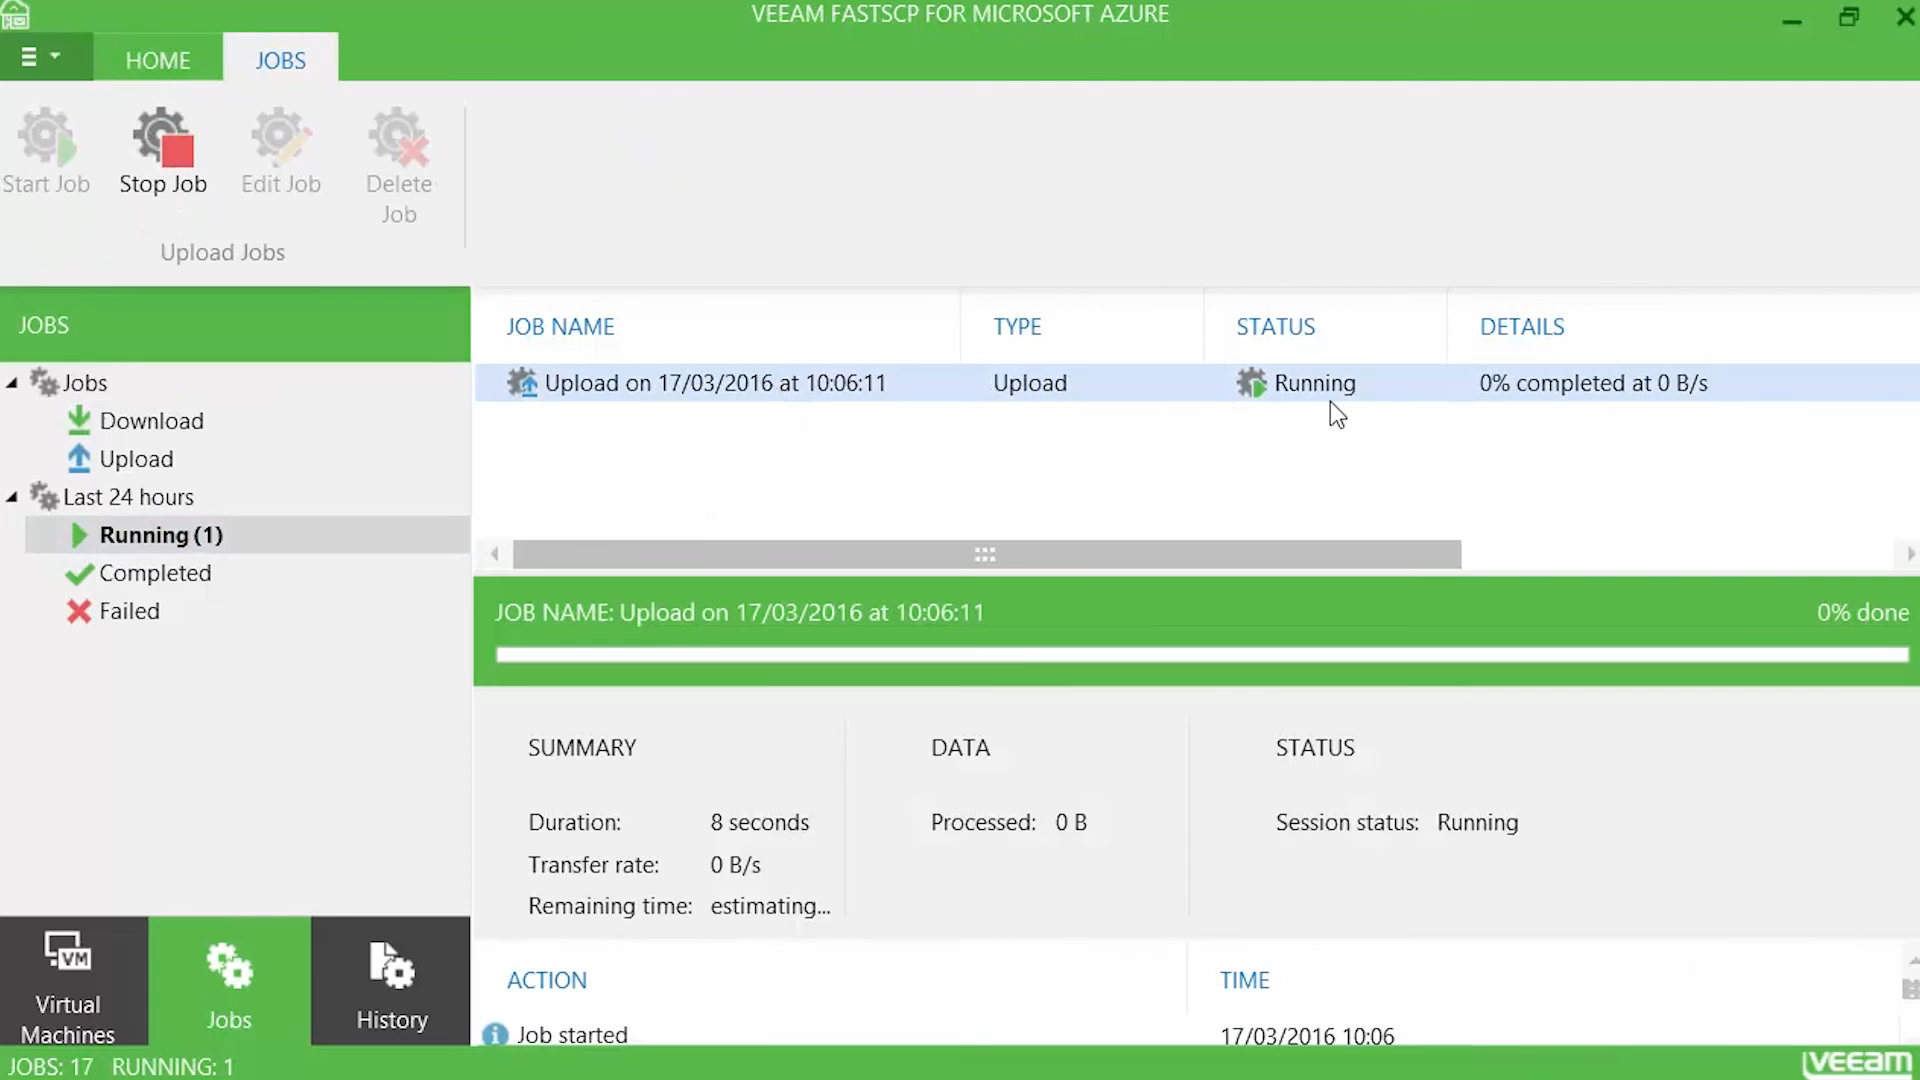 VEEAM FASTSCP FOR MICROSOFT AZURE
HOME
JOBS
Start Job
Stop Job
Edit Job
Delete
Job
Upload Jobs
JOBS
Jobs
Download
Upload
Last 24 hours
Running (1)
Completed
Failed
JOB NAME TYPE STATUS DETAILS
Upload on 17/03/2016 at 10:06:11 Upload Running 0% completed at 0 B/s
JOB NAME: Upload on 17/03/2016 at 10:06:11 0% done
SUMMARY DATA STATUS
Duration: 8 seconds Processed: 0 B Session status: Running
Transfer rate: 0 B/s
Remaining time: estimating...
ACTION TIME
Job started 17/03/2016 10:06
VM
Virtual
Machines
Jobs
History
JOBS: 17 RUNNING: 1
veeam